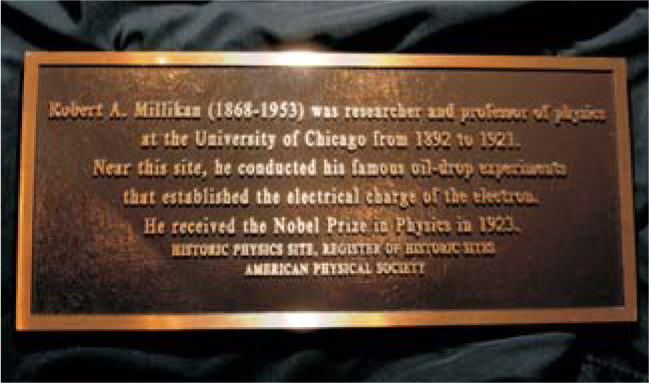 Robert A. Millikan (1868-1953) was researcher and professor of physics
at the University of Chicago from 1892 to 1921.
Near this site, he conducted his famous oil-drop experiments
that established the electrical charge of the electron.
He received the Nobel Prize in Physics in 1923.
HISTORIC PHYSICS SITE, REGISTER OF HISTORIC SITES
AMERICAN PHYSICAL SOCIETY